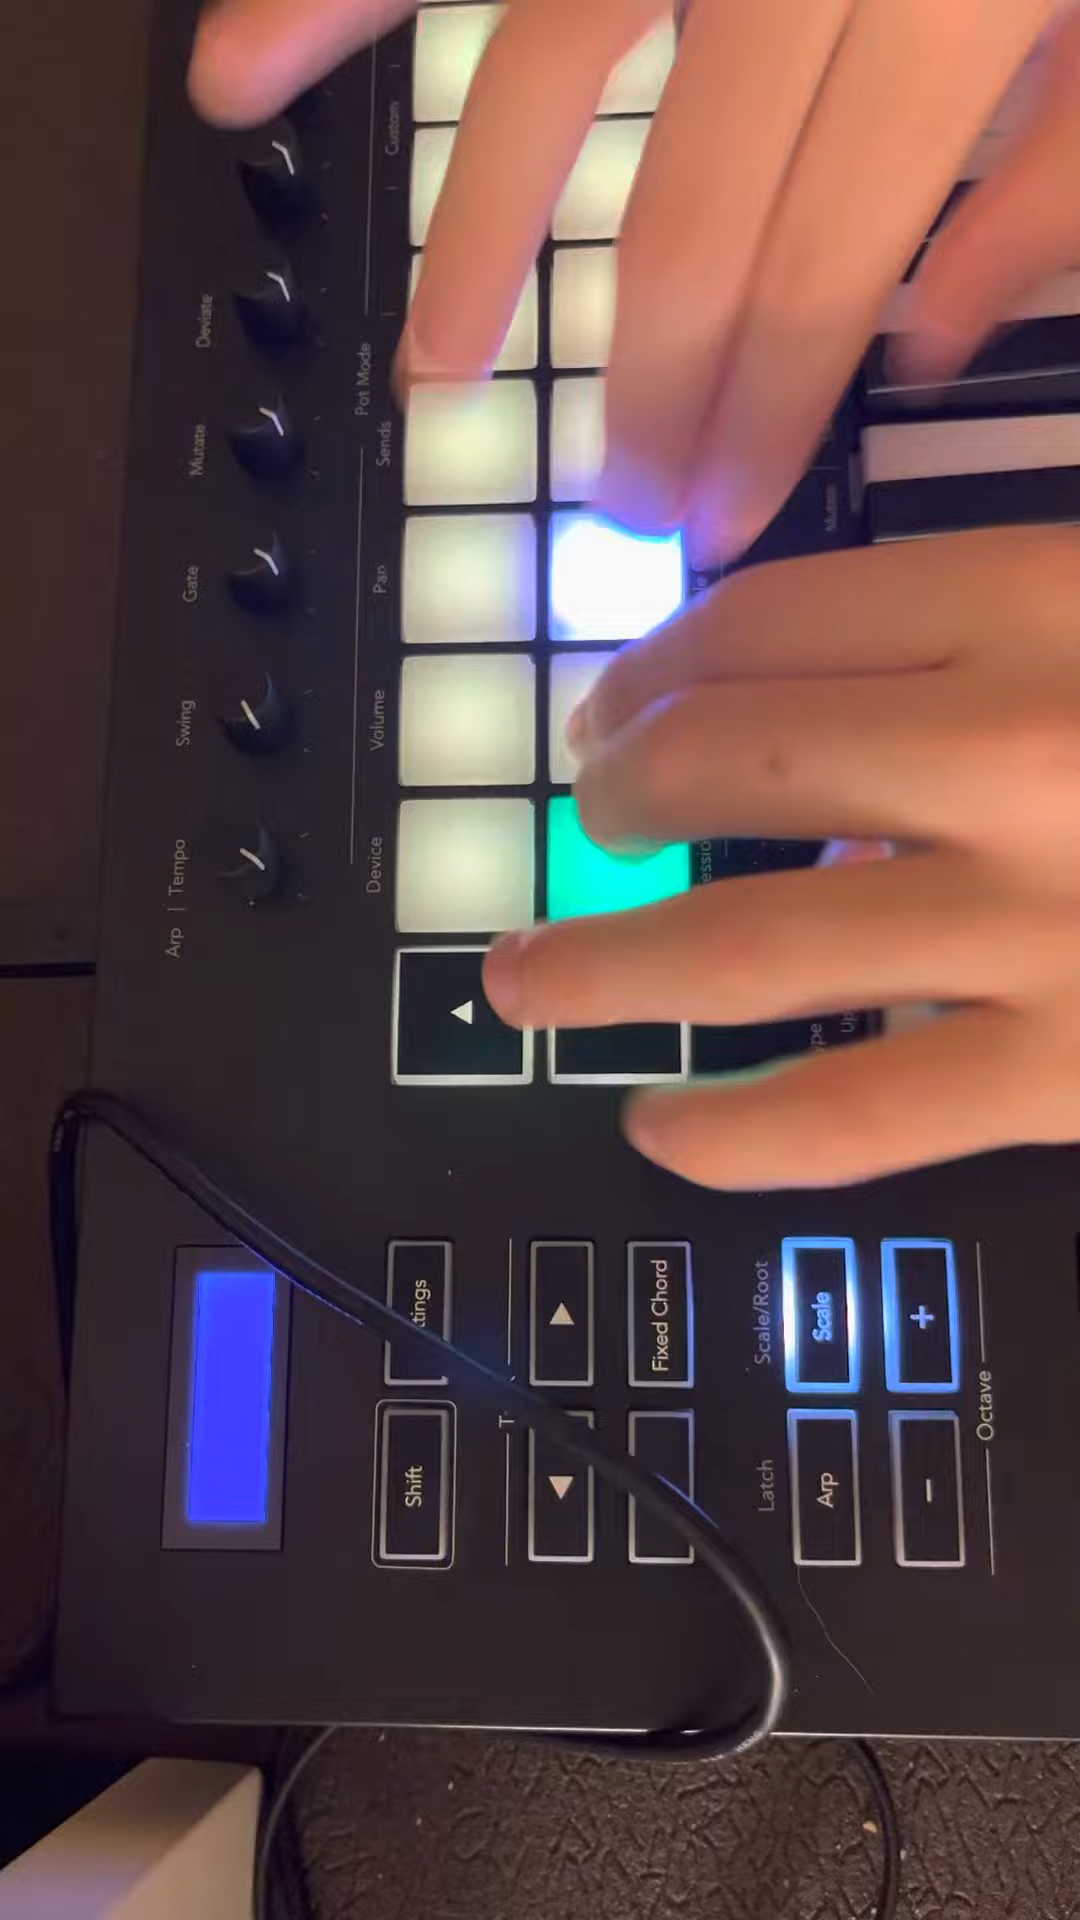 Arp | Tempo
Swing
Gate
Mutate
Deviate
Pot Mode
Device
Volume
Pan
Sends
Custom
Shift
Fixed Chord
Latch
Scale/Root
Arp
Scale
-
+
Octave